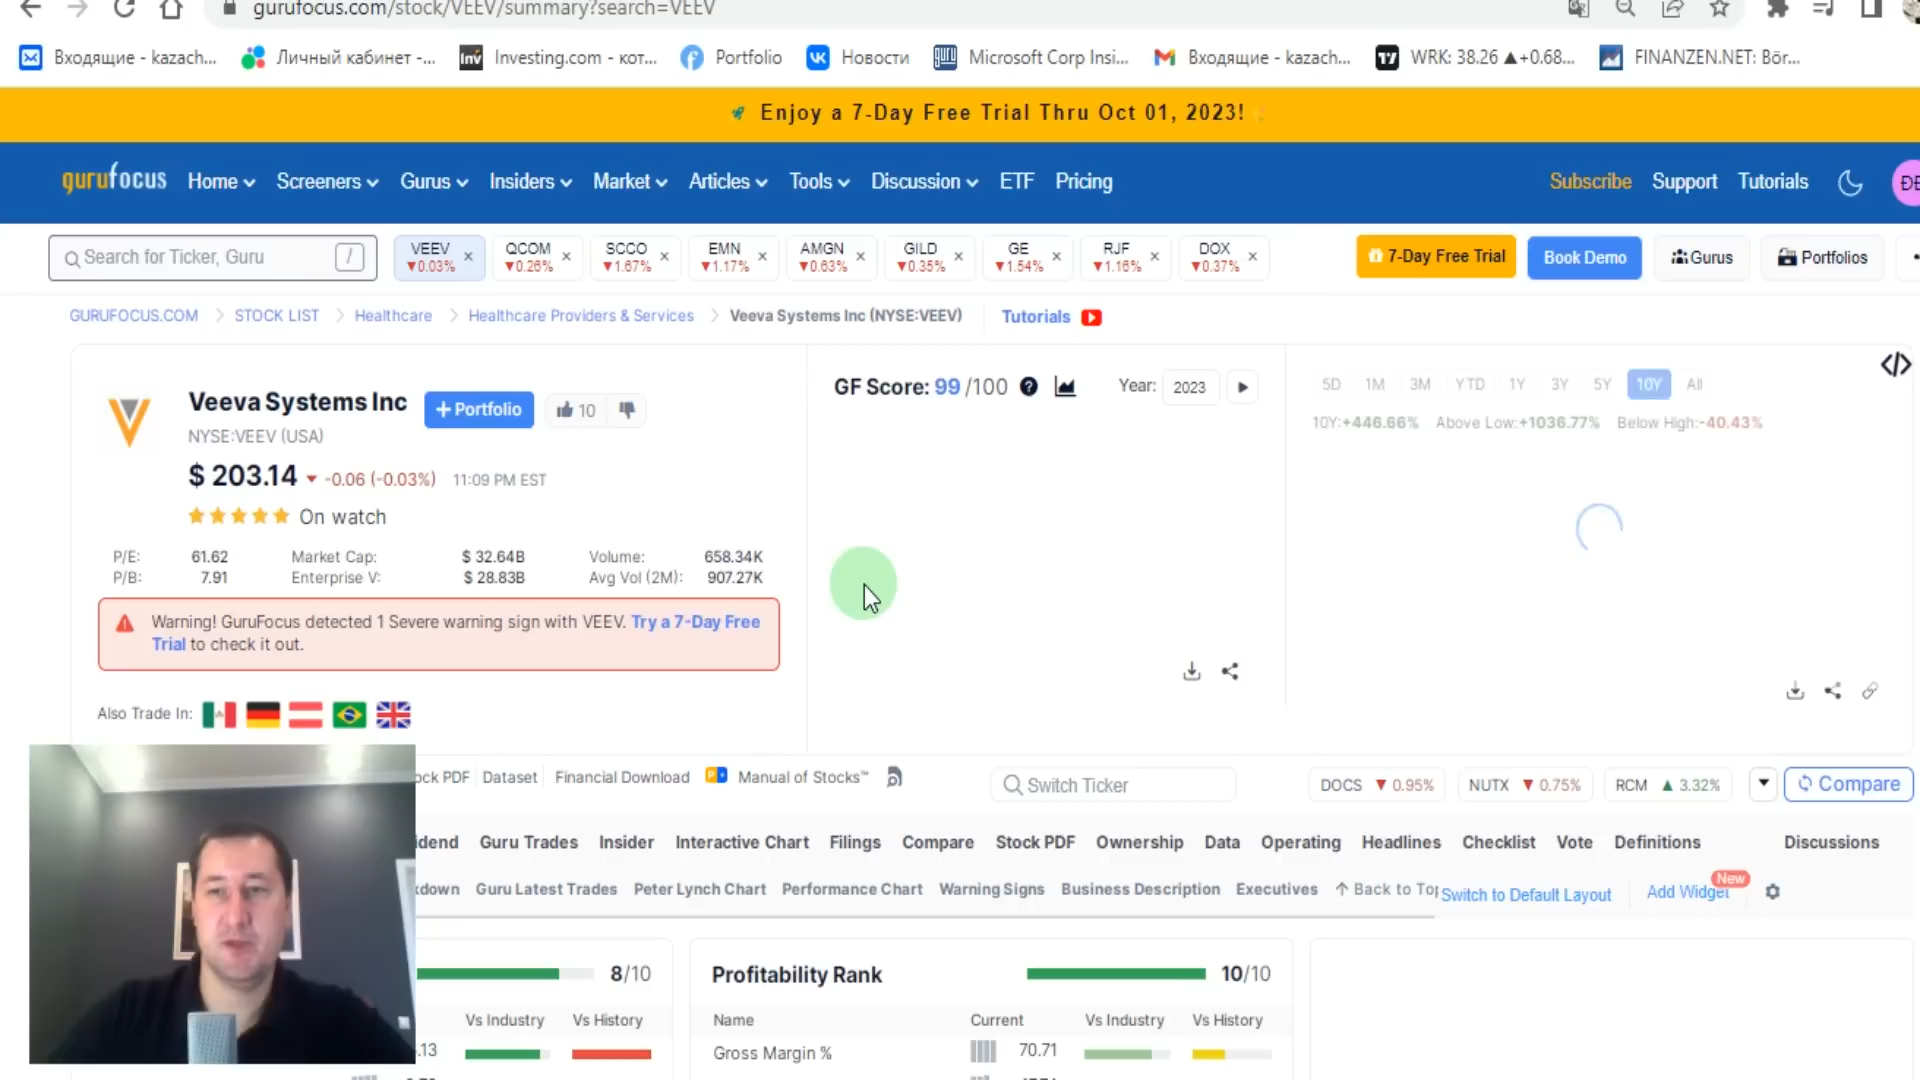 gurufocus.com/stock/VEEV/summary?search=VEEV
Входящие - kazach...
Личный кабинет -...
Inv Investing.com - кот...
Portfolio
Новости
guru Microsoft Corp Insi...
Входящие - kazach...
WRK: 38.26 ▲+0.68...
FINANZEN.NET: Bör...
Enjoy a 7-Day Free Trial Thru Oct 01, 2023!
gurufocus Home Screeners Gurus Insiders Market Articles Tools Discussion ETF Pricing Subscribe Support Tutorials
Search for Ticker, Guru /
VEEV × QCOM × SCCO × EMN × AMGN × GILD × GE × RJF × DOX ×
▼0.03% ▼0.26% ▼1.67% ▼1.17% ▼0.63% ▼0.35% ▼1.54% ▼1.16% ▼0.37%
7-Day Free Trial Book Demo Gurus Portfolios
GURUFOCUS.COM > STOCK LIST > Healthcare > Healthcare Providers & Services > Veeva Systems Inc (NYSE:VEEV) Tutorials
Veeva Systems Inc + Portfolio 10
NYSE:VEEV (USA)
$ 203.14 ▼ -0.06 (-0.03%) 11:09 PM EST
On watch
P/E: 61.62 Market Cap: $ 32.64B Volume: 658.34K
P/B: 7.91 Enterprise V: $ 28.83B Avg Vol (2M): 907.27K
Warning! GuruFocus detected 1 Severe warning sign with VEEV. Try a 7-Day Free
Trial to check it out.
Also Trade In:
GF Score: 99 /100 ? Year: 2023
5D 1M 3M YTD 1Y 3Y 5Y 10Y All
10Y:+446.66% Above Low:+1036.77% Below High:-40.43%
</>
ock PDF Dataset Financial Download Manual of Stocks™ Switch Ticker DOCS ▼ 0.95% NUTX ▼ 0.75% RCM ▲ 3.32% Compare
idend Guru Trades Insider Interactive Chart Filings Compare Stock PDF Ownership Data Operating Headlines Checklist Vote Definitions Discussions
kdown Guru Latest Trades Peter Lynch Chart Performance Chart Warning Signs Business Description Executives ↑ Back to Top Switch to Default Layout Add Widget New
8/10
Vs Industry Vs History
.13
Profitability Rank 10/10
Name Current Vs Industry Vs History
Gross Margin % 70.71